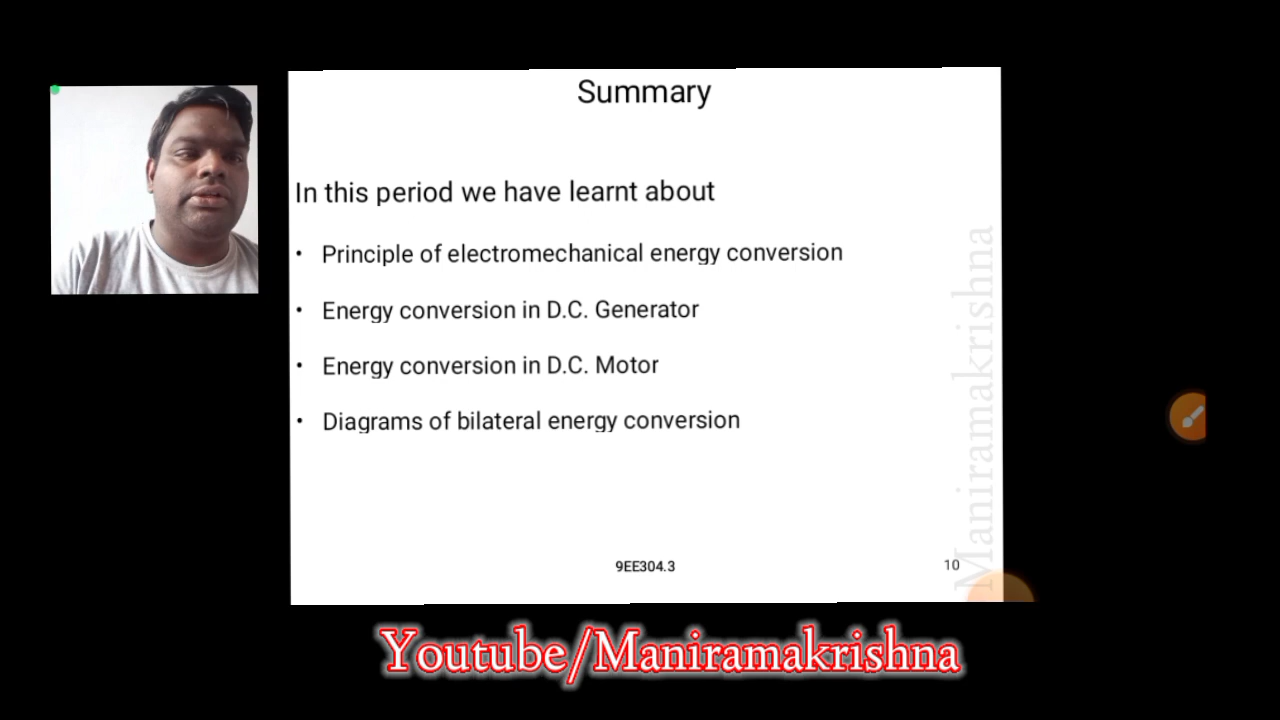 Summary
In this period we have learnt about
• Principle of electromechanical energy conversion
• Energy conversion in D.C. Generator
• Energy conversion in D.C. Motor
• Diagrams of bilateral energy conversion
Maniramakrishna
9EE304.3
10
Youtube/Maniramakrishna